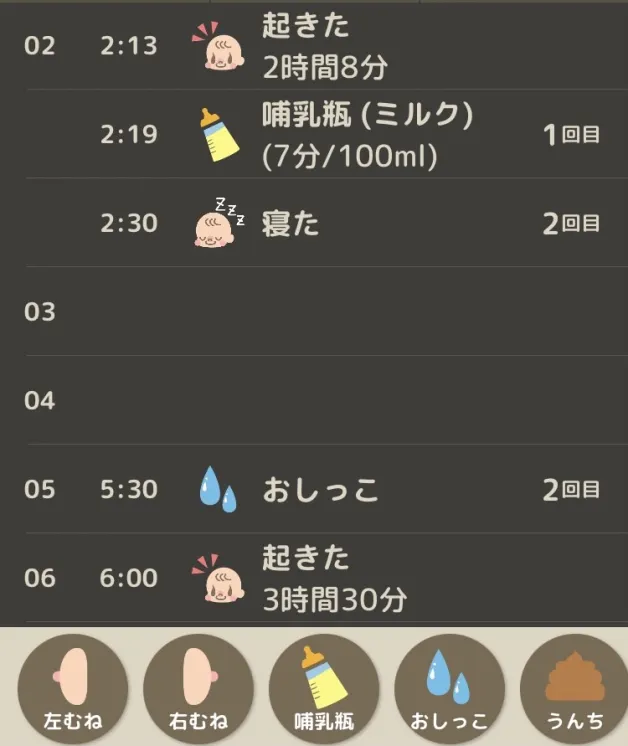 02 2:13 起きた
2時間8分
2:19 哺乳瓶 (ミルク) 1回目
(7分/100ml)
2:30 zzz 寝た 2回目
03
04
05 5:30 おしっこ 2回目
06 6:00 起きた
3時間30分
左むね 右むね 哺乳瓶 おしっこ うんち